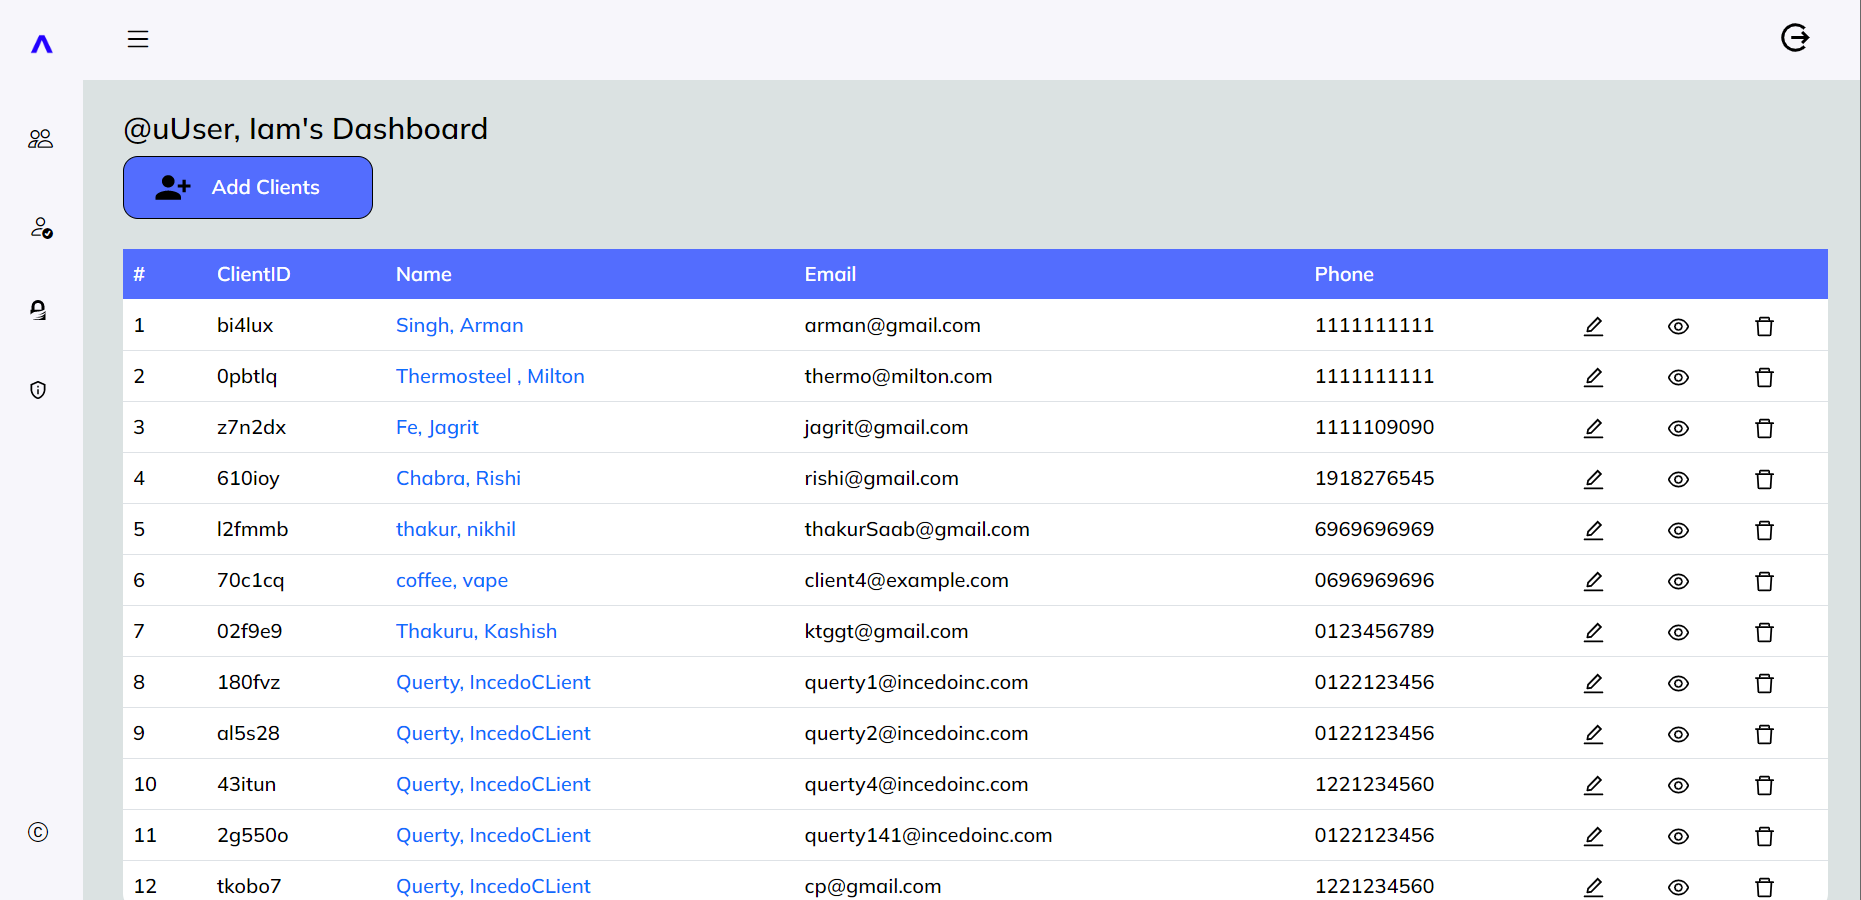 @uUser, Iam's Dashboard
Add Clients
# ClientID Name Email Phone
1 bi4lux Singh, Arman arman@gmail.com 1111111111
2 0pbtlq Thermosteel , Milton thermo@milton.com 1111111111
3 z7n2dx Fe, Jagrit jagrit@gmail.com 1111109090
4 610ioy Chabra, Rishi rishi@gmail.com 1918276545
5 l2fmmb thakur, nikhil thakurSaab@gmail.com 6969696969
6 70c1cq coffee, vape client4@example.com 0696969696
7 02f9e9 Thakuru, Kashish ktggt@gmail.com 0123456789
8 180fvz Querty, IncedoCLient querty1@incedoinc.com 0122123456
9 al5s28 Querty, IncedoCLient querty2@incedoinc.com 0122123456
10 43itun Querty, IncedoCLient querty4@incedoinc.com 1221234560
11 2g550o Querty, IncedoCLient querty141@incedoinc.com 0122123456
12 tkobo7 Querty, IncedoCLient cp@gmail.com 1221234560